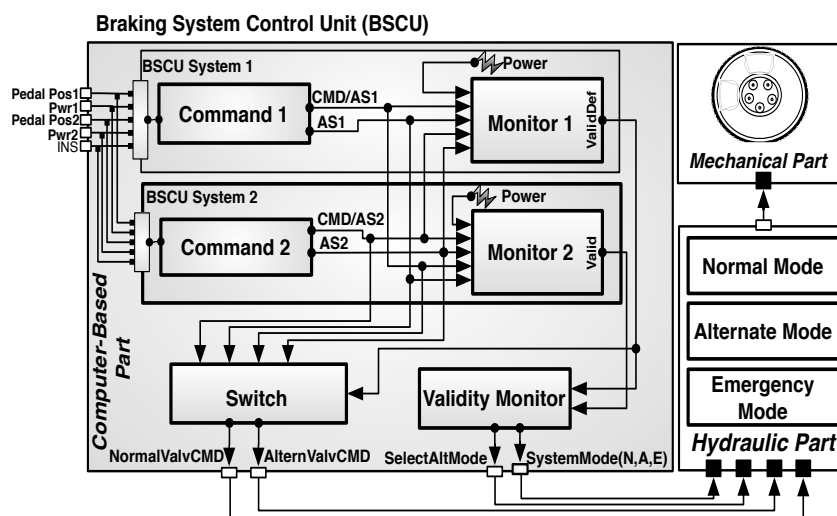 Braking System Control Unit (BSCU)
BSCU System 1
Power
Pedal Pos1
Pwr1
Pedal Pos2
Pwr2
INS
Command 1
CMD/AS1
AS1
Monitor 1
ValidDef
Mechanical Part
BSCU System 2
Power
Command 2
CMD/AS2
AS2
Monitor 2
Valid
Normal Mode
Alternate Mode
Emergency
Mode
Hydraulic Part
Computer-Based
Part
Switch
Validity Monitor
NormalValvCMD
AlternValvCMD
SelectAltMode
SystemMode(N,A,E)